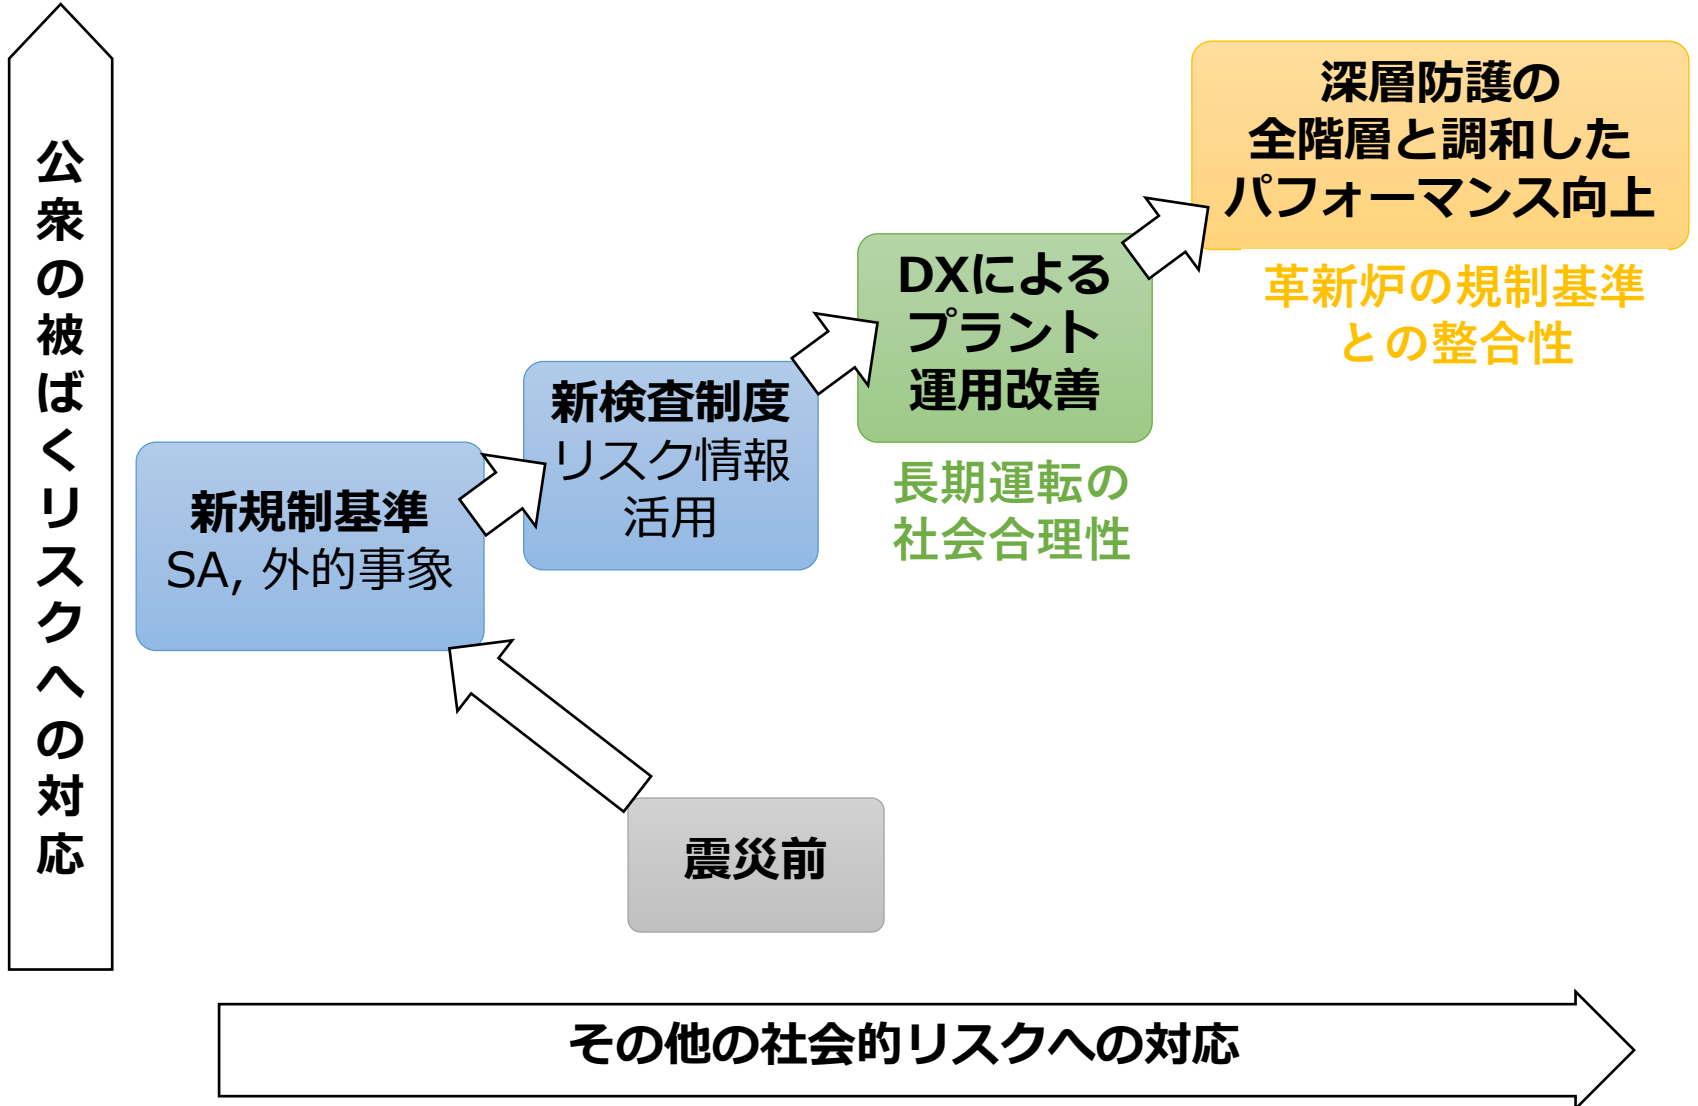 公衆の被ばくリスクへの対応
深層防護の
全階層と調和した
パフォーマンス向上
革新炉の規制基準
との整合性
DXによる
プラント
運用改善
長期運転の
社会合理性
新検査制度
リスク情報
活用
新規制基準
SA, 外的事象
震災前
その他の社会的リスクへの対応